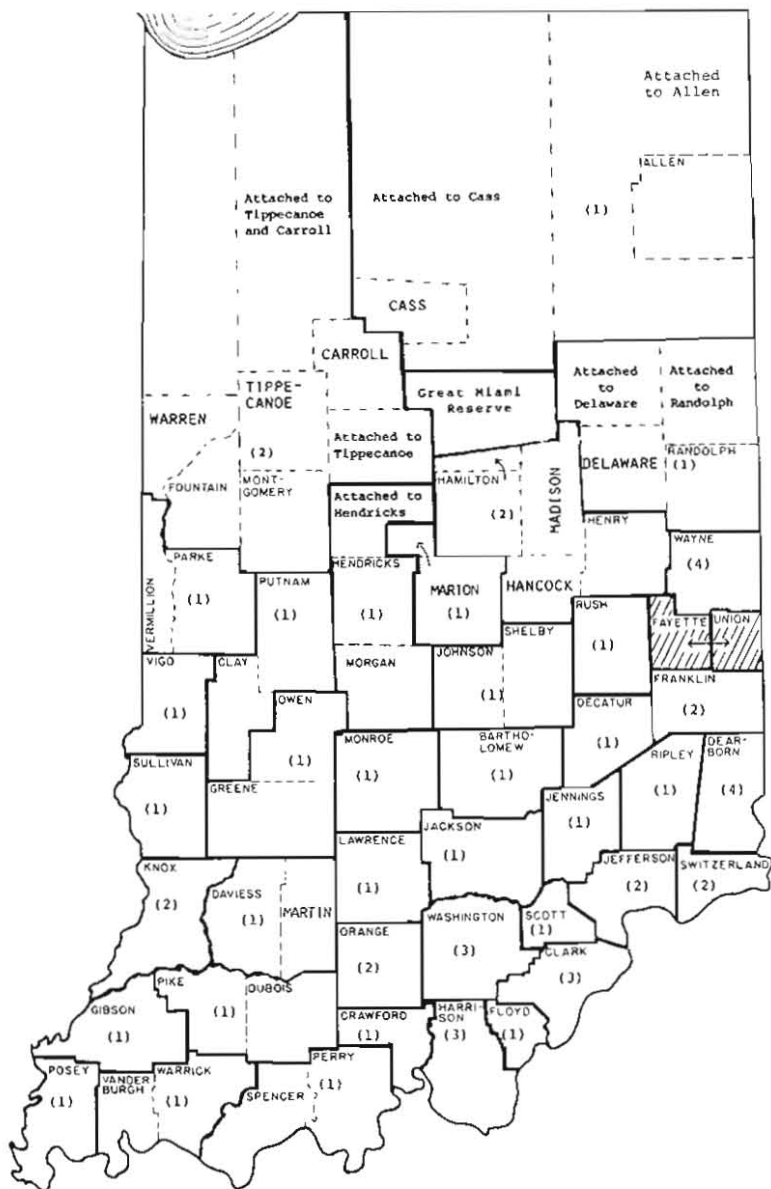 Attached
to Allen
ALLEN
(1)
Attached to
Tippecanoe
and Carroll
Attached to Cass
CASS
CARROLL
TIPPE-
CANOE
(2)
WARREN
Great Miami
Reserve
Attached
to
Delaware
Attached
to
Randolph
Attached to
Tippecanoe
FOUNTAIN
MONT-
GOMERY
HAMILTON
(2)
MADISON
DELAWARE
RANDOLPH
(1)
Attached to
Hendricks
HENRY
WAYNE
(4)
VERMILLION
PARKE
(1)
PUTNAM
(1)
HENDRICKS
(1)
MARION
(1)
HANCOCK
RUSH
(1)
FAYETTE
UNION
VIGO
(1)
CLAY
MORGAN
JOHNSON
(1)
SHELBY
FRANKLIN
(2)
OWEN
(1)
DECATUR
(1)
SULLIVAN
(1)
GREENE
MONROE
(1)
BARTHO-
LOMEW
(1)
RIPLEY
(1)
DEAR-
BORN
(4)
JENNINGS
(1)
LAWRENCE
(1)
JACKSON
(1)
JEFFERSON
(2)
SWITZERLAND
(2)
KNOX
(2)
DAVIESS
(1)
MARTIN
ORANGE
(2)
WASHINGTON
(3)
SCOTT
(1)
CLARK
(3)
GIBSON
(1)
PIKE
(1)
DUBOIS
CRAWFORD
(1)
HARRI-
SON
(3)
FLOYD
(1)
POSEY
(1)
VANDER
BURGH
WARRICK
(1)
SPENCER
PERRY
(1)